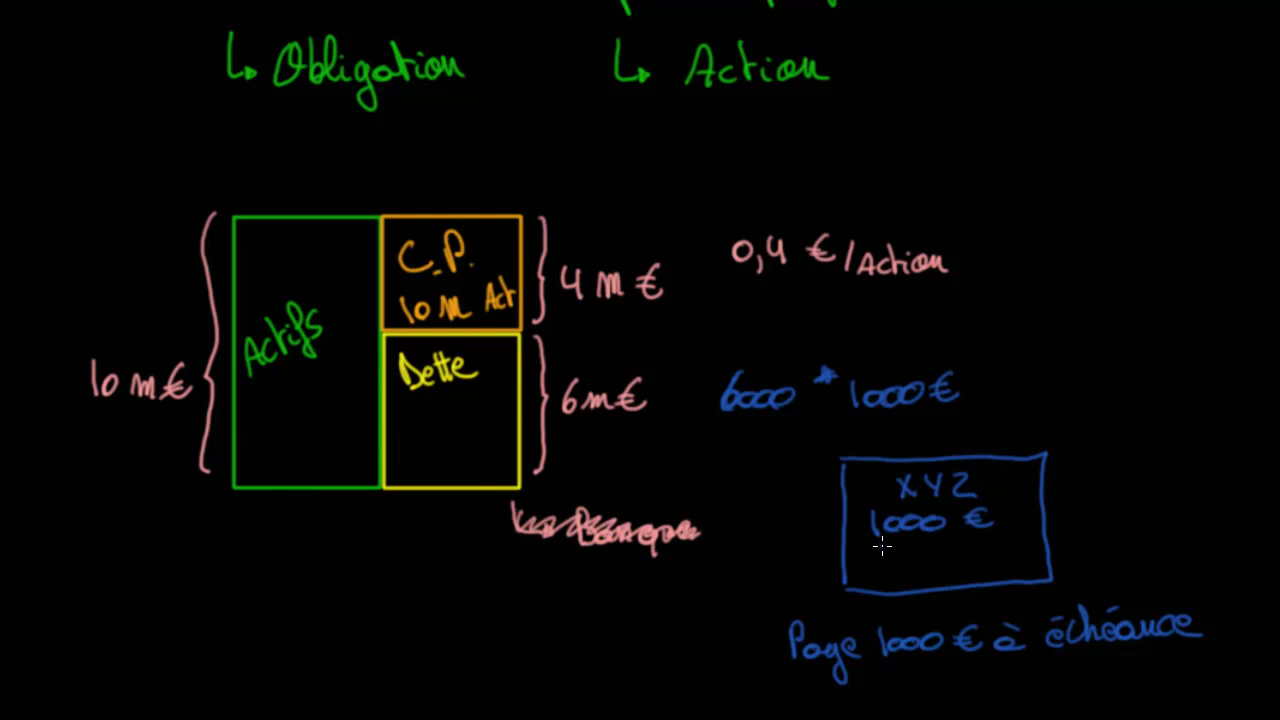 ↳ Obligation
↳ Action
C.P.
10 m Act
4 m €
0,4 € / Action
Actifs
10 m €
Dette
6 m €
6000 * 1000 €
XYZ
1000 €
Paye 1000 € à échéance